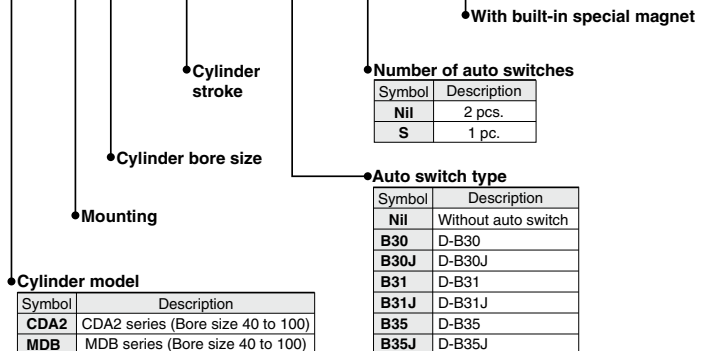 With built-in special magnet
Cylinder
stroke
Number of auto switches
Symbol Description
Nil 2 pcs.
S 1 pc.
Cylinder bore size
Auto switch type
Symbol Description
Nil Without auto switch
B30 D-B30
B30J D-B30J
B31 D-B31
B31J D-B31J
B35 D-B35
B35J D-B35J
Mounting
Cylinder model
Symbol Description
CDA2 CDA2 series (Bore size 40 to 100)
MDB MDB series (Bore size 40 to 100)